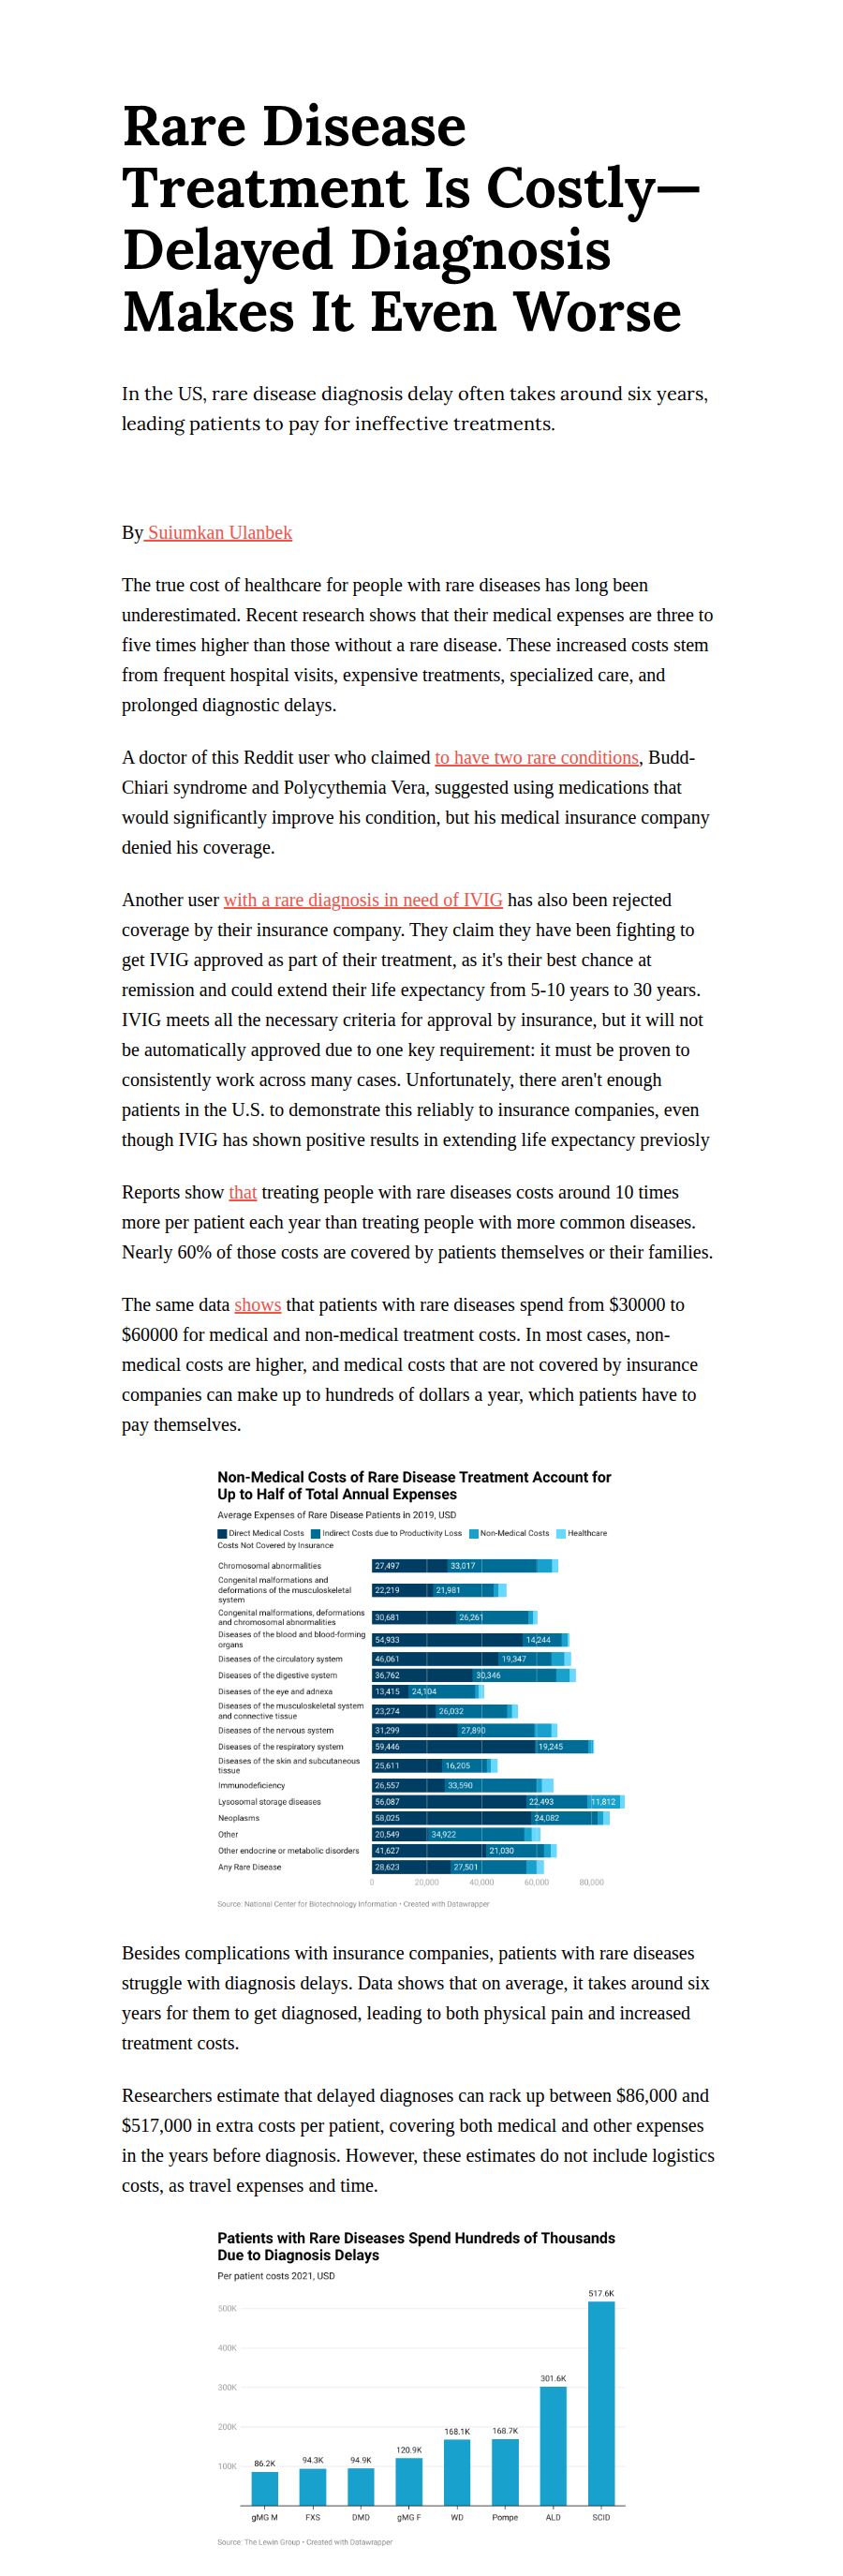 Rare Disease
Treatment Is Costly—
Delayed Diagnosis
Makes It Even Worse
In the US, rare disease diagnosis delay often takes around six years,
leading patients to pay for ineffective treatments.
By Suiumkan Ulanbek
The true cost of healthcare for people with rare diseases has long been
underestimated. Recent research shows that their medical expenses are three to
five times higher than those without a rare disease. These increased costs stem
from frequent hospital visits, expensive treatments, specialized care, and
prolonged diagnostic delays.
A doctor of this Reddit user who claimed to have two rare conditions, Budd-
Chiari syndrome and Polycythemia Vera, suggested using medications that
would significantly improve his condition, but his medical insurance company
denied his coverage.
Another user with a rare diagnosis in need of IVIG has also been rejected
coverage by their insurance company. They claim they have been fighting to
get IVIG approved as part of their treatment, as it's their best chance at
remission and could extend their life expectancy from 5-10 years to 30 years.
IVIG meets all the necessary criteria for approval by insurance, but it will not
be automatically approved due to one key requirement: it must be proven to
consistently work across many cases. Unfortunately, there aren't enough
patients in the U.S. to demonstrate this reliably to insurance companies, even
though IVIG has shown positive results in extending life expectancy previosly
Reports show that treating people with rare diseases costs around 10 times
more per patient each year than treating people with more common diseases.
Nearly 60% of those costs are covered by patients themselves or their families.
The same data shows that patients with rare diseases spend from $30000 to
$60000 for medical and non-medical treatment costs. In most cases, non-
medical costs are higher, and medical costs that are not covered by insurance
companies can make up to hundreds of dollars a year, which patients have to
pay themselves.
Non-Medical Costs of Rare Disease Treatment Account for
Up to Half of Total Annual Expenses
Average Expenses of Rare Disease Patients in 2019, USD
Direct Medical Costs Indirect Costs due to Productivity Loss Non-Medical Costs Healthcare
Costs Not Covered by Insurance
Chromosomal abnormalities 27,497 33,017
Congenital malformations and
deformations of the musculoskeletal 22,219 21,981
system
Congenital malformations, deformations 30,681 26,261
and chromosomal abnormalities
Diseases of the blood and blood-forming 54,933 14,244
organs
Diseases of the circulatory system 46,061 19,347
Diseases of the digestive system 36,762 30,346
Diseases of the eye and adnexa 13,415 24,104
Diseases of the musculoskeletal system 23,274 26,032
and connective tissue
Diseases of the nervous system 31,299 27,890
Diseases of the respiratory system 59,446 19,245
Diseases of the skin and subcutaneous 25,611 16,205
tissue
Immunodeficiency 26,557 33,590
Lysosomal storage diseases 56,087 22,493 11,812
Neoplasms 58,025 24,082
Other 20,549 34,922
Other endocrine or metabolic disorders 41,627 21,030
Any Rare Disease 28,623 27,501
0 20,000 40,000 60,000 80,000
Source: National Center for Biotechnology Information • Created with Datawrapper
Besides complications with insurance companies, patients with rare diseases
struggle with diagnosis delays. Data shows that on average, it takes around six
years for them to get diagnosed, leading to both physical pain and increased
treatment costs.
Researchers estimate that delayed diagnoses can rack up between $86,000 and
$517,000 in extra costs per patient, covering both medical and other expenses
in the years before diagnosis. However, these estimates do not include logistics
costs, as travel expenses and time.
Patients with Rare Diseases Spend Hundreds of Thousands
Due to Diagnosis Delays
Per patient costs 2021, USD
517.6K
500K
400K
301.6K
300K
200K
168.1K 168.7K
120.9K
100K
86.2K 94.3K 94.9K
gMG M FXS DMD gMG F WD Pompe ALD SCID
Source: The Lewin Group • Created with Datawrapper